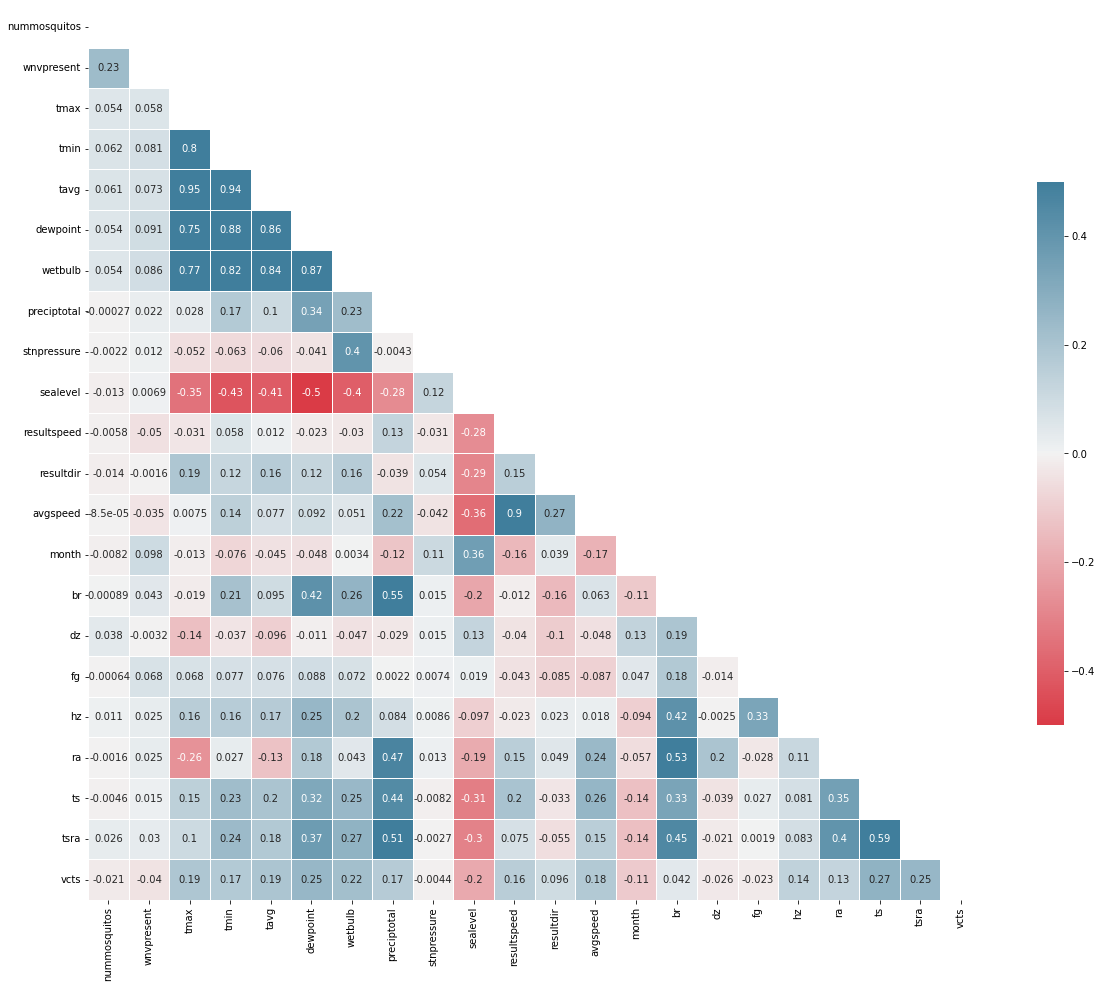 nummosquitos
wnvpresent 0.23
tmax 0.054 0.058
tmin 0.062 0.081 0.8
tavg 0.061 0.073 0.95 0.94
dewpoint 0.054 0.091 0.75 0.88 0.86
wetbulb 0.054 0.086 0.77 0.82 0.84 0.87
preciptotal -0.00027 0.022 0.028 0.17 0.1 0.34 0.23
stnpressure -0.0022 0.012 -0.052 -0.063 -0.06 -0.041 0.4 -0.0043
sealevel -0.013 0.0069 -0.35 -0.43 -0.41 -0.5 -0.4 -0.28 0.12
resultspeed -0.0058 -0.05 -0.031 0.058 0.012 -0.023 -0.03 0.13 -0.031 -0.28
resultdir -0.014 -0.0016 0.19 0.12 0.16 0.12 0.16 -0.039 0.054 -0.29 0.15
avgspeed -8.5e-05 -0.035 0.0075 0.14 0.077 0.092 0.051 0.22 -0.042 -0.36 0.9 0.27
month -0.0082 0.098 -0.013 -0.076 -0.045 -0.048 0.0034 -0.12 0.11 0.36 -0.16 0.039 -0.17
br -0.00089 0.043 -0.019 0.21 0.095 0.42 0.26 0.55 0.015 -0.2 -0.012 -0.16 0.063 -0.11
dz 0.038 -0.0032 -0.14 -0.037 -0.096 -0.011 -0.047 -0.029 0.015 0.13 -0.04 -0.1 -0.048 0.13 0.19
fg -0.00064 0.068 0.068 0.077 0.076 0.088 0.072 0.0022 0.0074 0.019 -0.043 -0.085 -0.087 0.047 0.18 -0.014
hz 0.011 0.025 0.16 0.16 0.17 0.25 0.2 0.084 0.0086 -0.097 -0.023 0.023 0.018 -0.094 0.42 -0.0025 0.33
ra -0.0016 0.025 -0.26 0.027 -0.13 0.18 0.043 0.47 0.013 -0.19 0.15 0.049 0.24 -0.057 0.53 0.2 -0.028 0.11
ts -0.0046 0.015 0.15 0.23 0.2 0.32 0.25 0.44 -0.0082 -0.31 0.2 -0.033 0.26 -0.14 0.33 -0.039 0.027 0.081 0.35
tsra 0.026 0.03 0.1 0.24 0.18 0.37 0.27 0.51 -0.0027 -0.3 0.075 -0.055 0.15 -0.14 0.45 -0.021 0.0019 0.083 0.4 0.59
vcts -0.021 -0.04 0.19 0.17 0.19 0.25 0.22 0.17 -0.0044 -0.2 0.16 0.096 0.18 -0.11 0.042 -0.026 -0.023 0.14 0.13 0.27 0.25
nummosquitos wnvpresent tmax tmin tavg dewpoint wetbulb preciptotal stnpressure sealevel resultspeed resultdir avgspeed month br dz fg hz ra ts tsra vcts
0.4
0.2
0.0
−0.2
−0.4